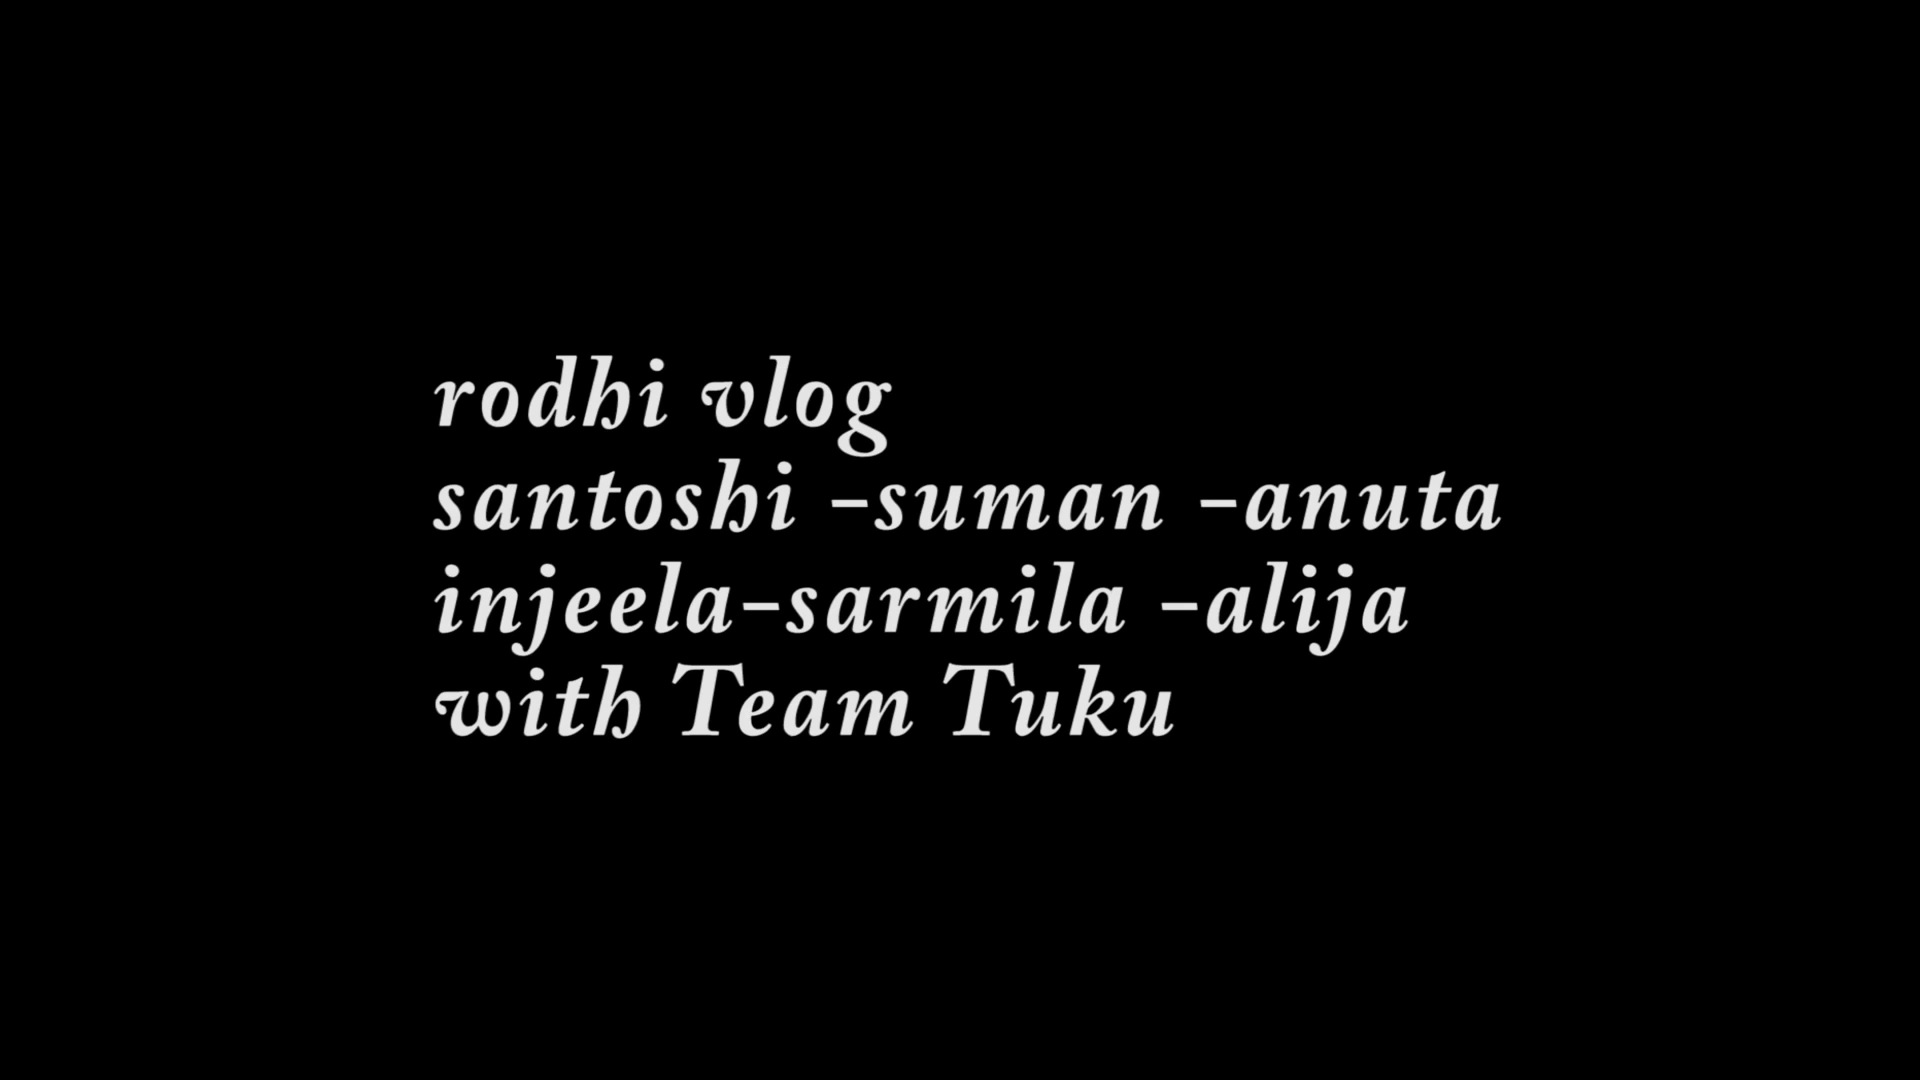 rodhi vlog
santoshi -suman -anuta
injeela-sarmila -alija
with Team Tuku